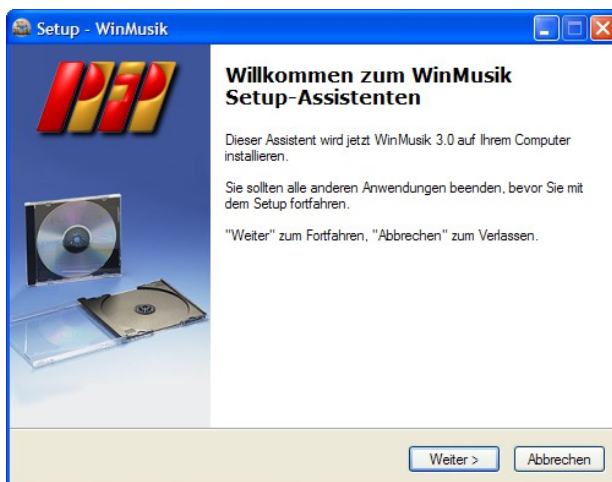 Setup - WinMusik
PFP
Willkommen zum WinMusik
Setup-Assistenten
Dieser Assistent wird jetzt WinMusik 3.0 auf Ihrem Computer
installieren.
Sie sollten alle anderen Anwendungen beenden, bevor Sie mit
dem Setup fortfahren.
"Weiter" zum Fortfahren, "Abbrechen" zum Verlassen.
Weiter >
Abbrechen